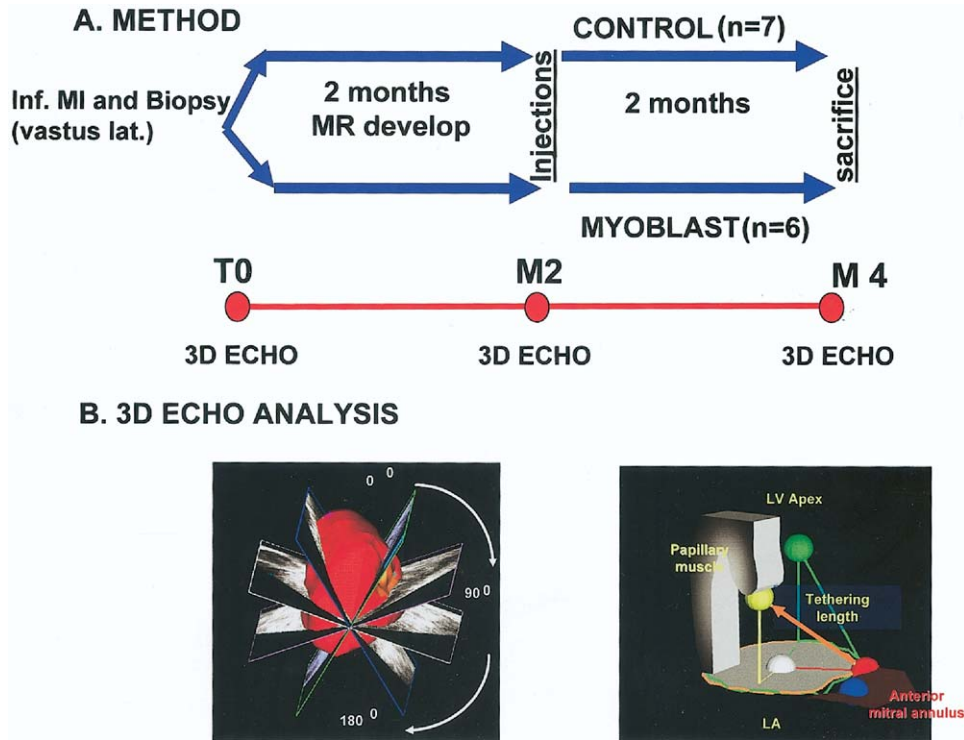 A. METHOD
CONTROL (n=7)
Inf. MI and Biopsy
(vastus lat.)
2 months
MR develop
Injections
2 months
sacrifice
MYOBLAST (n=6)
T0
M2
M 4
3D ECHO
3D ECHO
3D ECHO
B. 3D ECHO ANALYSIS
0 0
90 0
180 0
LV Apex
Papillary
muscle
Tethering
length
Anterior
mitral annulus
LA